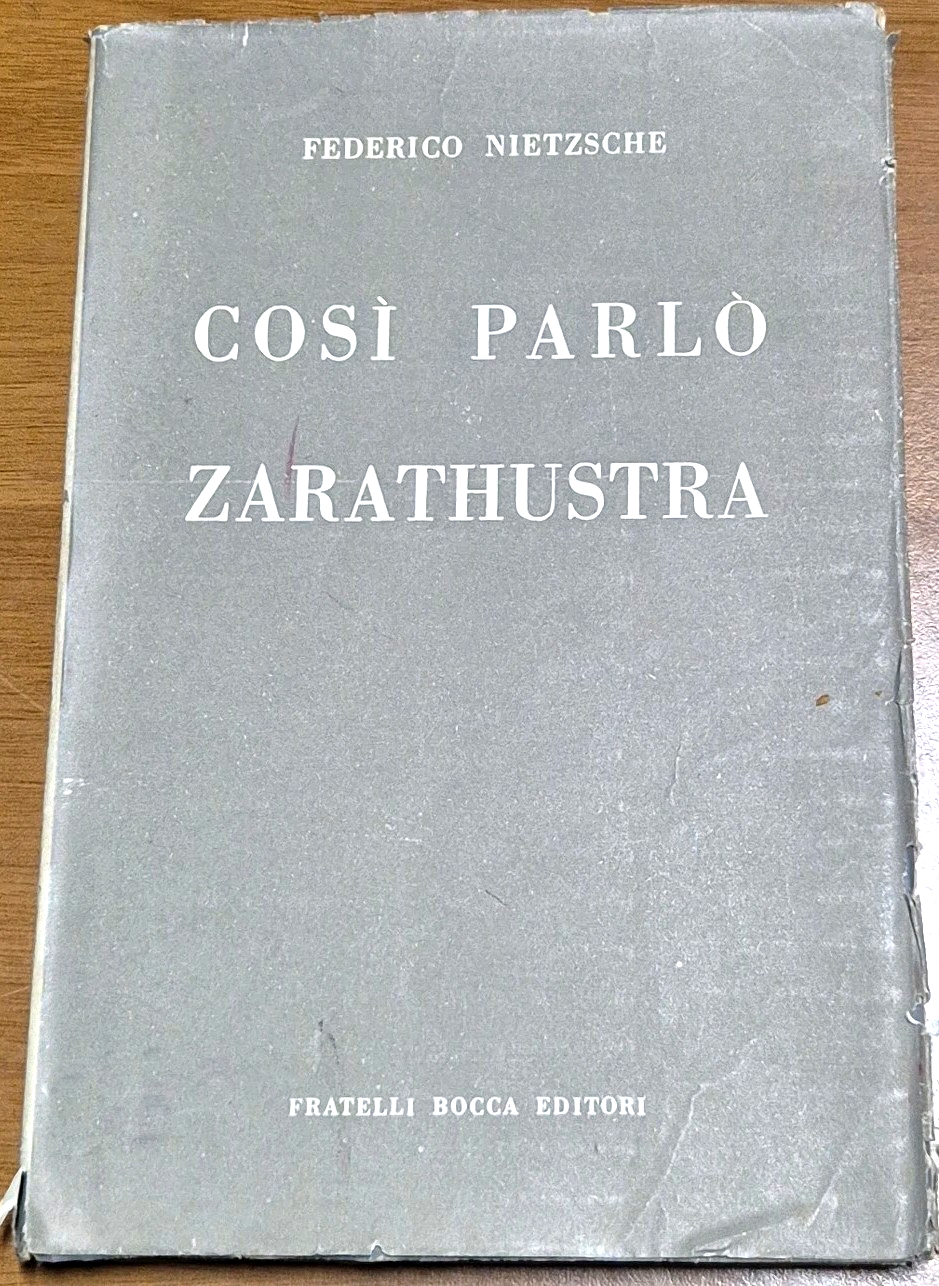 FEDERICO NIETZSCHE
COSÌ PARLÒ
ZARATHUSTRA
FRATELLI BOCCA EDITORI